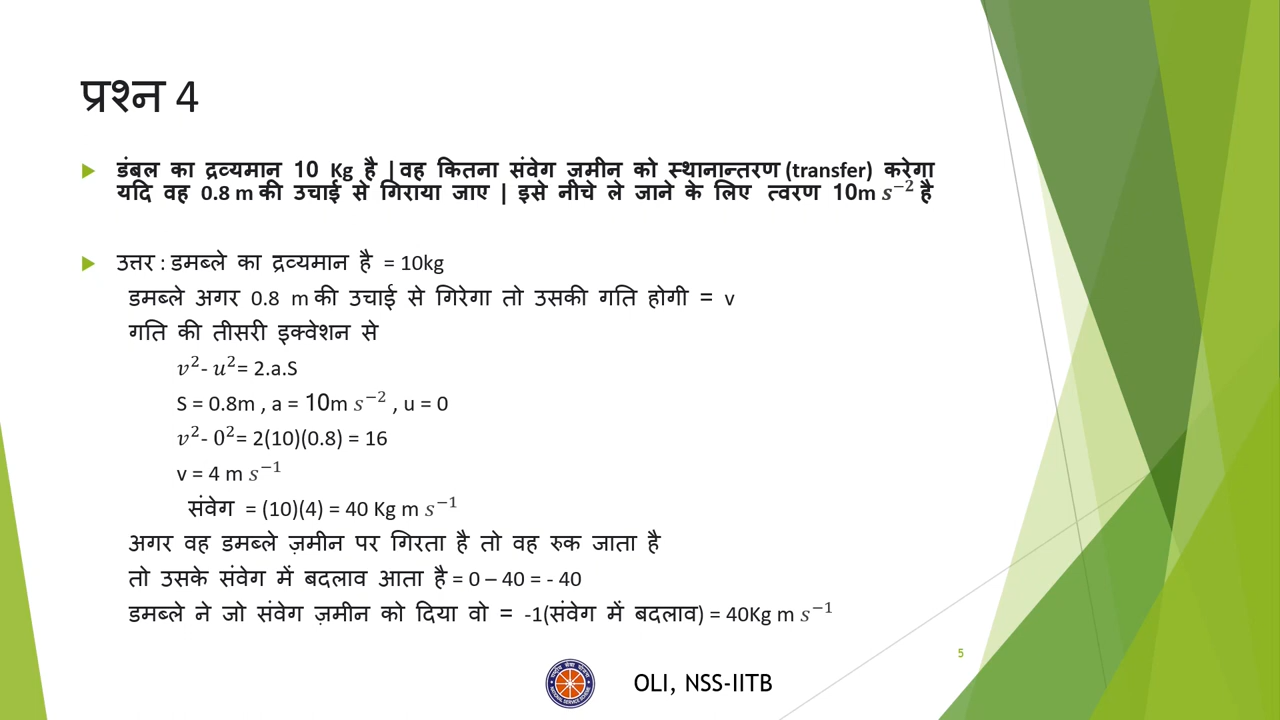 प्रश्न 4
डंबल का द्रव्यमान 10 Kg है | वह कितना संवेग जमीन को स्थानान्तरण (transfer) करेगा
यदि वह 0.8 m की उचाई से गिराया जाए | इसे नीचे ले जाने के लिए त्वरण 10m s⁻² है
उत्तर : डमब्ले का द्रव्यमान है = 10kg
डमब्ले अगर 0.8 m की उचाई से गिरेगा तो उसकी गति होगी = v
गति की तीसरी इक्वेशन से
v²- u²= 2.a.S
S = 0.8m , a = 10m s⁻² , u = 0
v²- 0²= 2(10)(0.8) = 16
v = 4 m s⁻¹
संवेग = (10)(4) = 40 Kg m s⁻¹
अगर वह डमब्ले ज़मीन पर गिरता है तो वह रुक जाता है
तो उसके संवेग में बदलाव आता है = 0 – 40 = - 40
डमब्ले ने जो संवेग ज़मीन को दिया वो = -1(संवेग में बदलाव) = 40Kg m s⁻¹
5
OLI, NSS-IITB